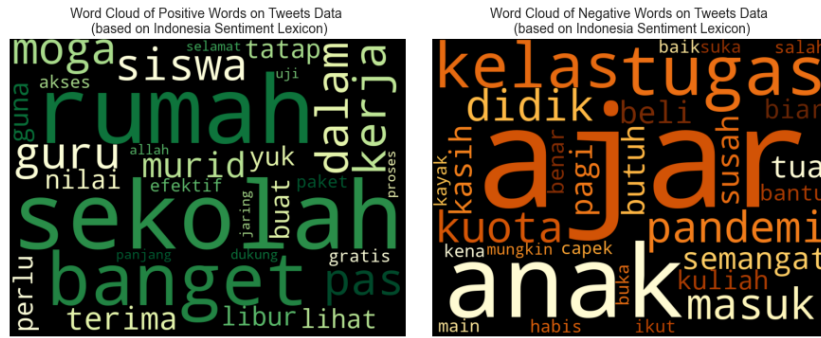 Word Cloud of Positive Words on Tweets Data
(based on Indonesia Sentiment Lexicon)
moga
selamat
tatap
siswa
akses
uji
guna
rumah
dalam
kerja
guru
allah
murid
yuk
nilai
efektif
paket
proses
sekolah
jaring
buat
panjang
dukung
gratis
perlu
banget
pas
terima
libur
lihat
Word Cloud of Negative Words on Tweets Data
(based on Indonesia Sentiment Lexicon)
baik
suka
salah
kelas
tugas
didik
beli
biar
ajar
kayak
kasih
benar
pagi
butuh
susah
tua
bantu
kuota
pandemi
kena
mungkin
capek
semangat
anak
buka
kuliah
masuk
main
habis
ikut